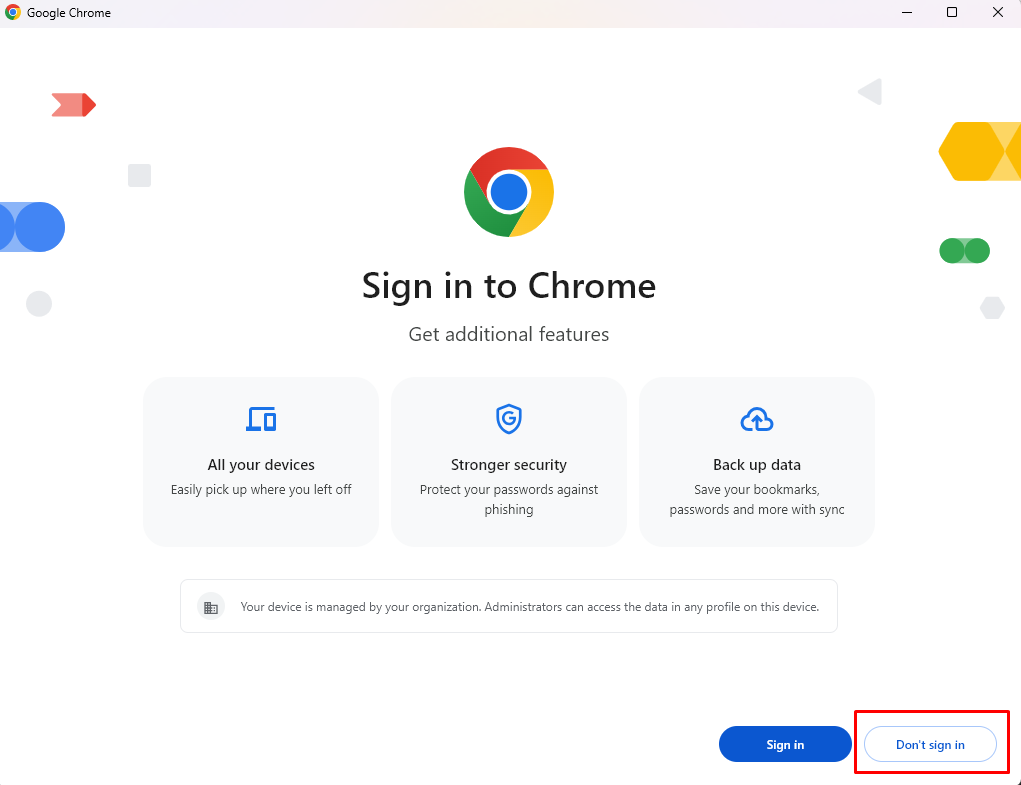 Google Chrome
Sign in to Chrome
Get additional features
All your devices
Easily pick up where you left off
Stronger security
Protect your passwords against
phishing
Back up data
Save your bookmarks,
passwords and more with sync
Your device is managed by your organization. Administrators can access the data in any profile on this device.
Sign in
Don't sign in